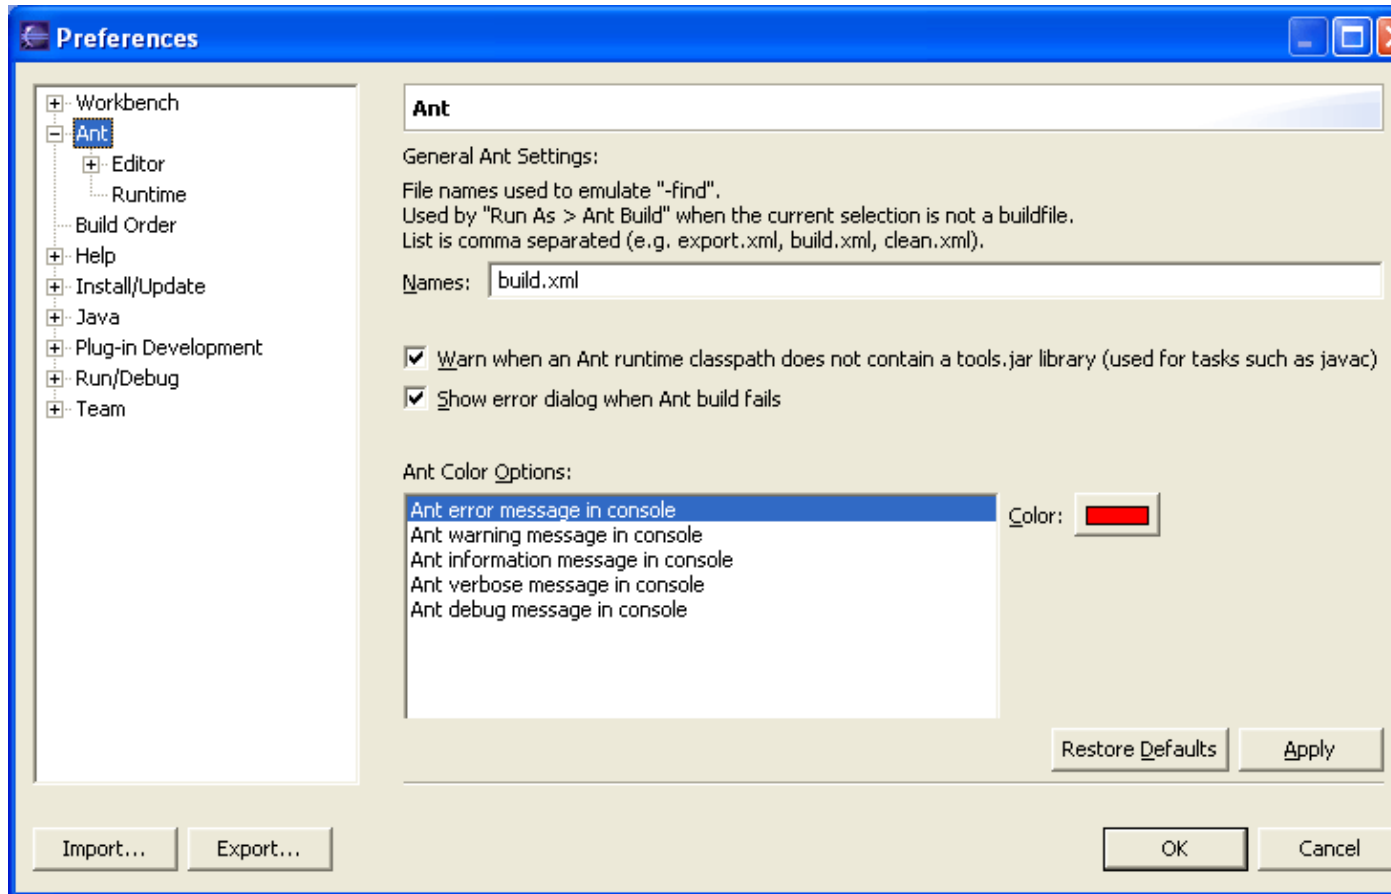 Preferences
Workbench
Ant
Editor
Runtime
Build Order
Help
Install/Update
Java
Plug-in Development
Run/Debug
Team
Ant
General Ant Settings:
File names used to emulate "-find".
Used by "Run As > Ant Build" when the current selection is not a buildfile.
List is comma separated (e.g. export.xml, build.xml, clean.xml).
Names: build.xml
Warn when an Ant runtime classpath does not contain a tools.jar library (used for tasks such as javac)
Show error dialog when Ant build fails
Ant Color Options:
Ant error message in console
Color:
Ant warning message in console
Ant information message in console
Ant verbose message in console
Ant debug message in console
Restore Defaults Apply
Import... Export... OK Cancel